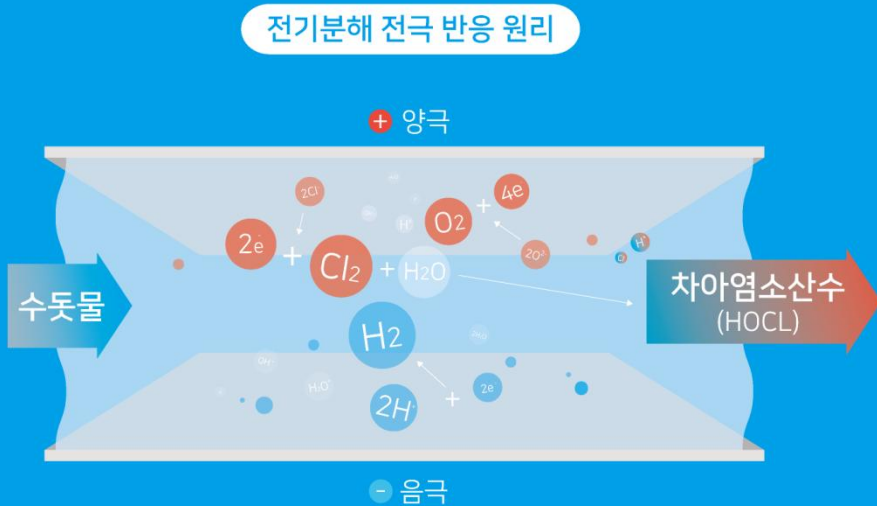 전기분해 전극 반응 원리
+ 양극
2Cl
4e
+
O2
H⁺
2e
+
Cl2
+
H2O
2O²⁻
H⁺
수돗물
차아염소산수
(HOCL)
H2
OH⁻
H₃O⁺
2H⁺
+
2e
- 음극